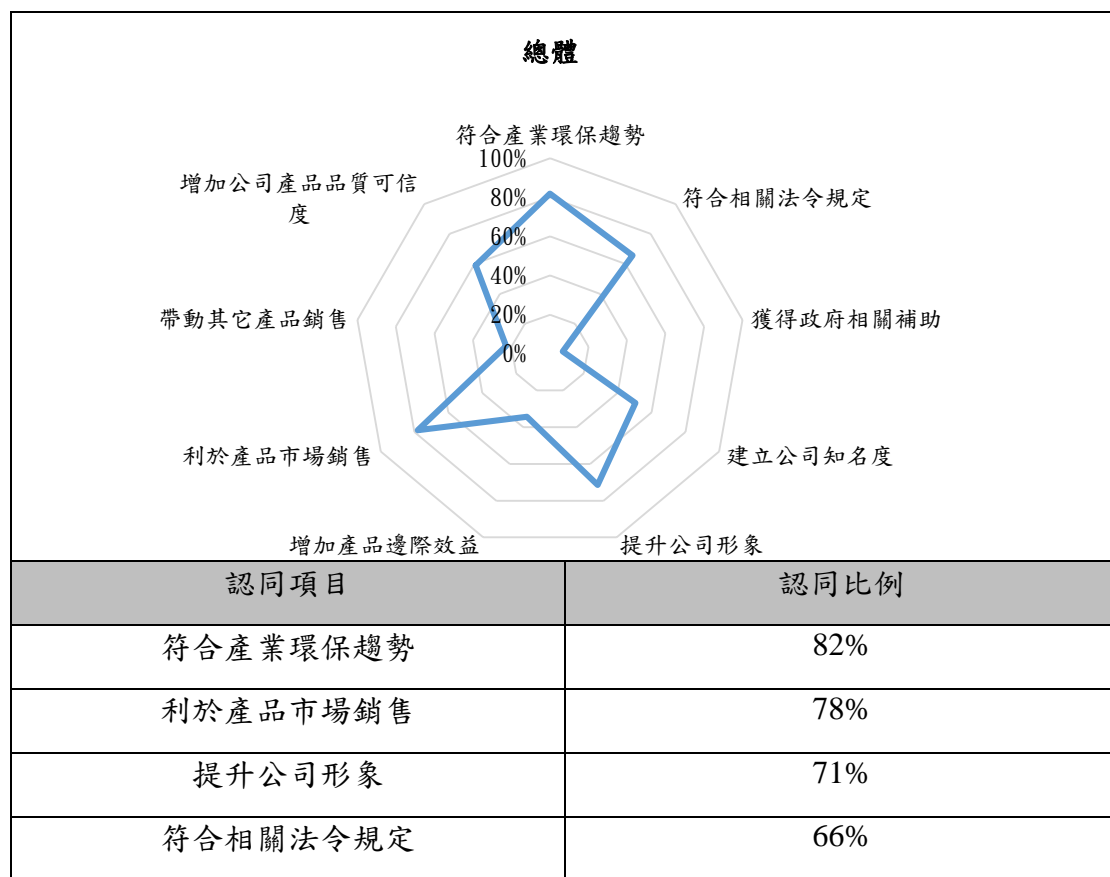 總體
符合產業環保趨勢
100%
80%
60%
40%
20%
0%
符合相關法令規定
獲得政府相關補助
建立公司知名度
提升公司形象
增加產品邊際效益
利於產品市場銷售
帶動其它產品銷售
增加公司產品品質可信
度
認同項目 認同比例
符合產業環保趨勢 82%
利於產品市場銷售 78%
提升公司形象 71%
符合相關法令規定 66%